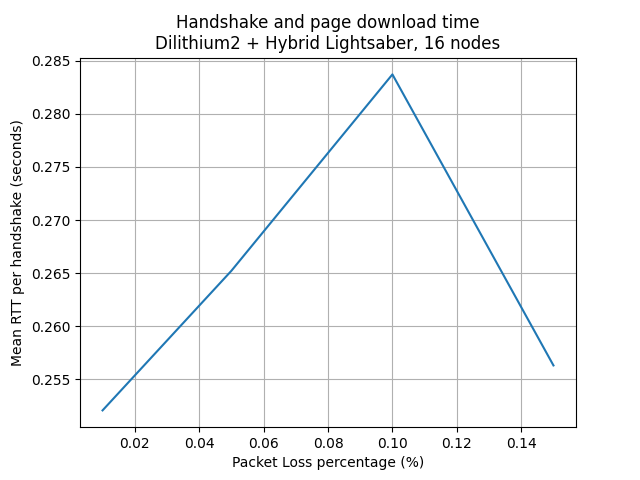 Handshake and page download time
Dilithium2 + Hybrid Lightsaber, 16 nodes
0.285
0.280
0.275
0.270
0.265
0.260
0.255
Mean RTT per handshake (seconds)
0.02 0.04 0.06 0.08 0.10 0.12 0.14
Packet Loss percentage (%)